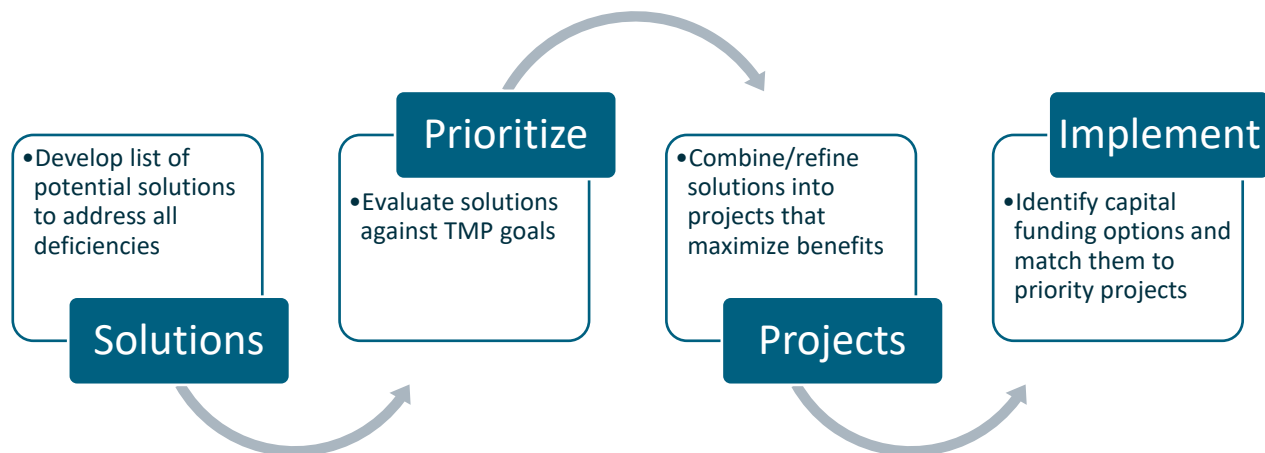 •Develop list of
potential solutions
to address all
deficiencies
Solutions
Prioritize
•Evaluate solutions
against TMP goals
•Combine/refine
solutions into
projects that
maximize benefits
Projects
Implement
•Identify capital
funding options and
match them to
priority projects